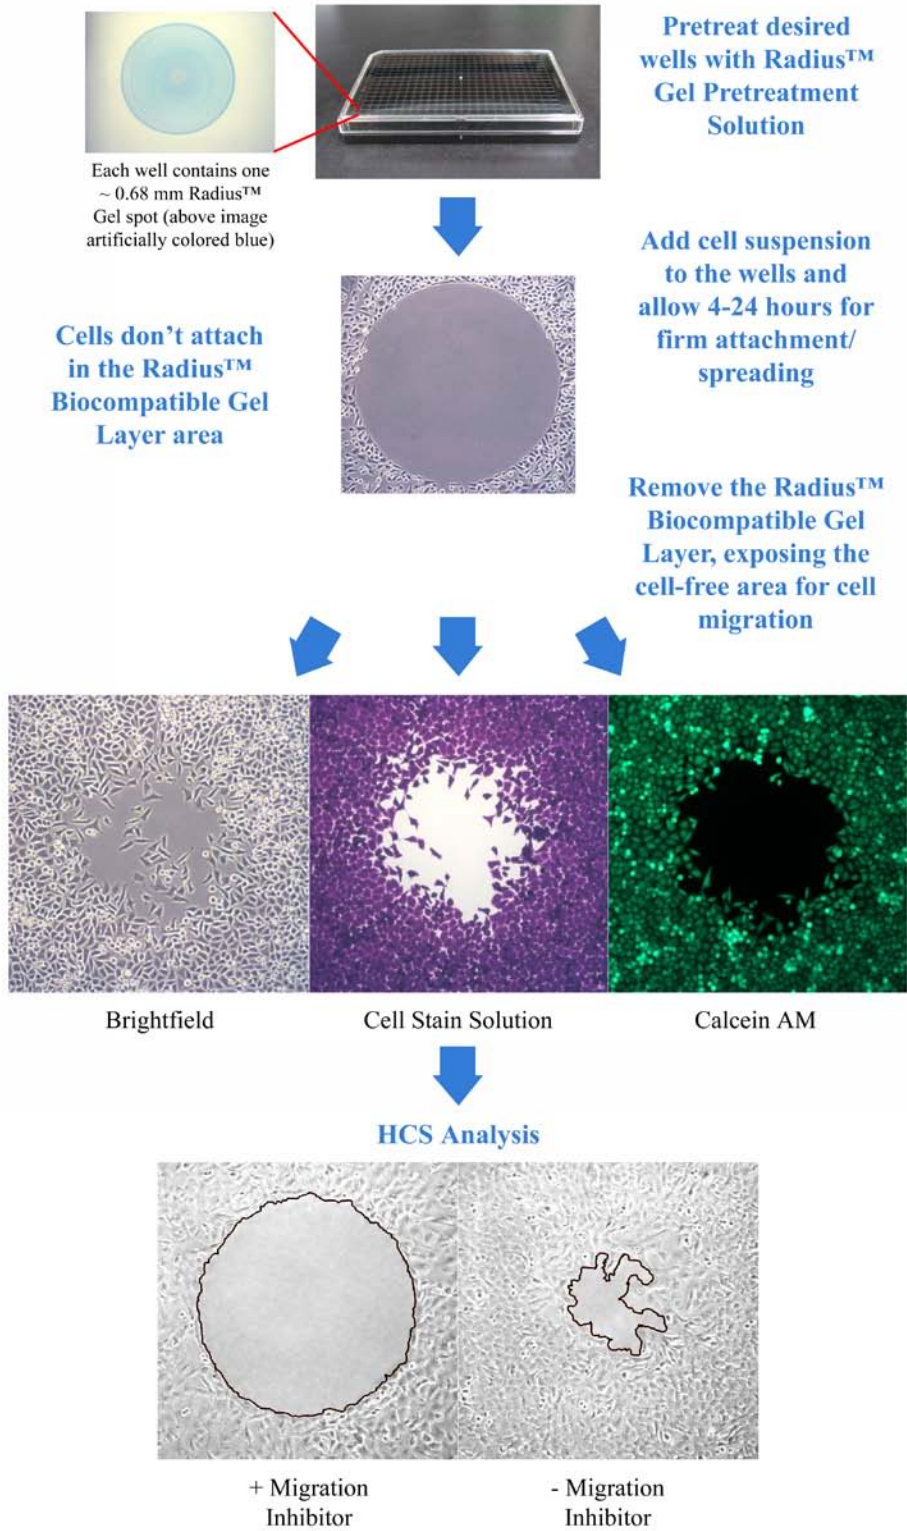 Pretreat desired
wells with Radius™
Gel Pretreatment
Solution
Each well contains one
~ 0.68 mm Radius™
Gel spot (above image
artificially colored blue)
Add cell suspension
to the wells and
allow 4-24 hours for
firm attachment/
spreading
Cells don’t attach
in the Radius™
Biocompatible Gel
Layer area
Remove the Radius™
Biocompatible Gel
Layer, exposing the
cell-free area for cell
migration
Brightfield
Cell Stain Solution
Calcein AM
HCS Analysis
+ Migration
Inhibitor
- Migration
Inhibitor